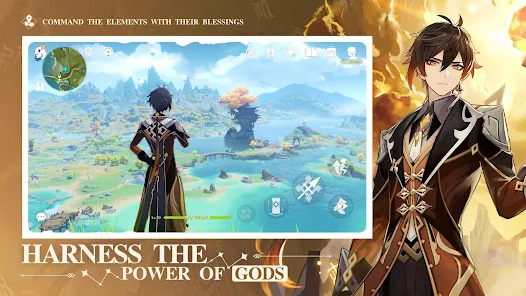 COMMAND THE ELEMENTS WITH THEIR BLESSINGS
HARNESS THE
POWER OF GODS